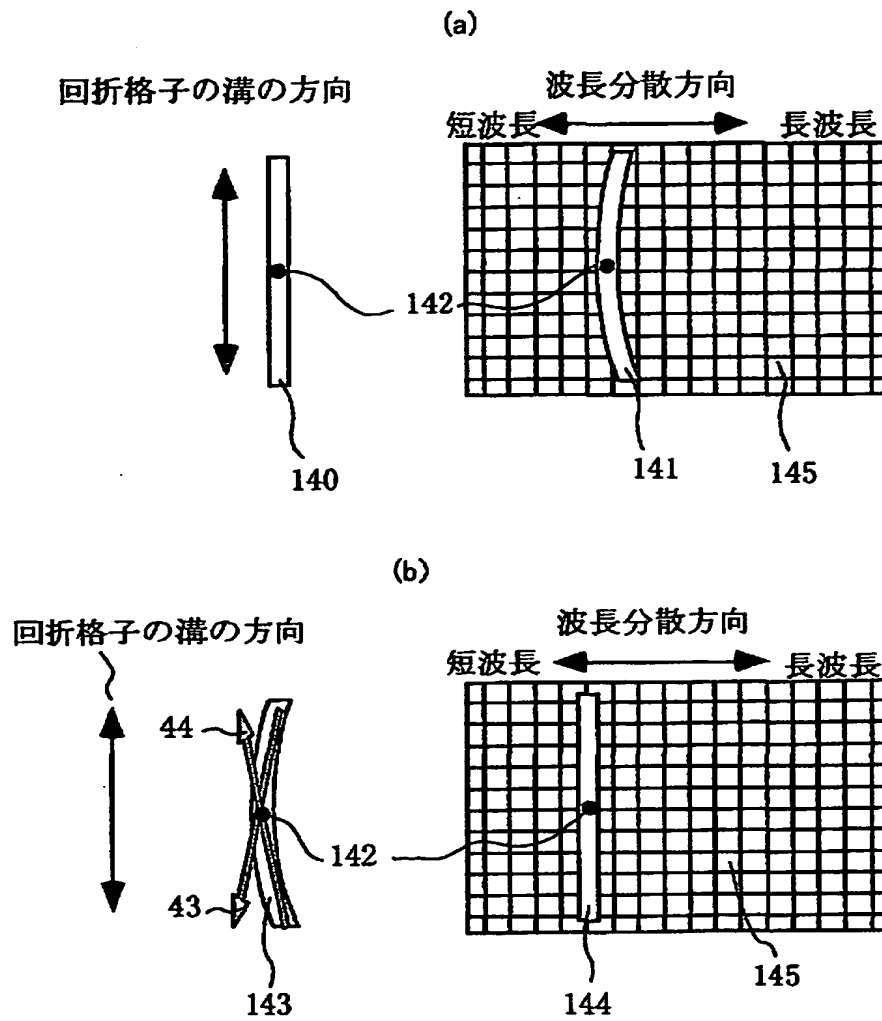 (a)
回折格子の溝の方向
波長分散方向
短波長
長波長
142
140
141
145
(b)
回折格子の溝の方向
波長分散方向
短波長
長波長
44
142
43
143
144
145